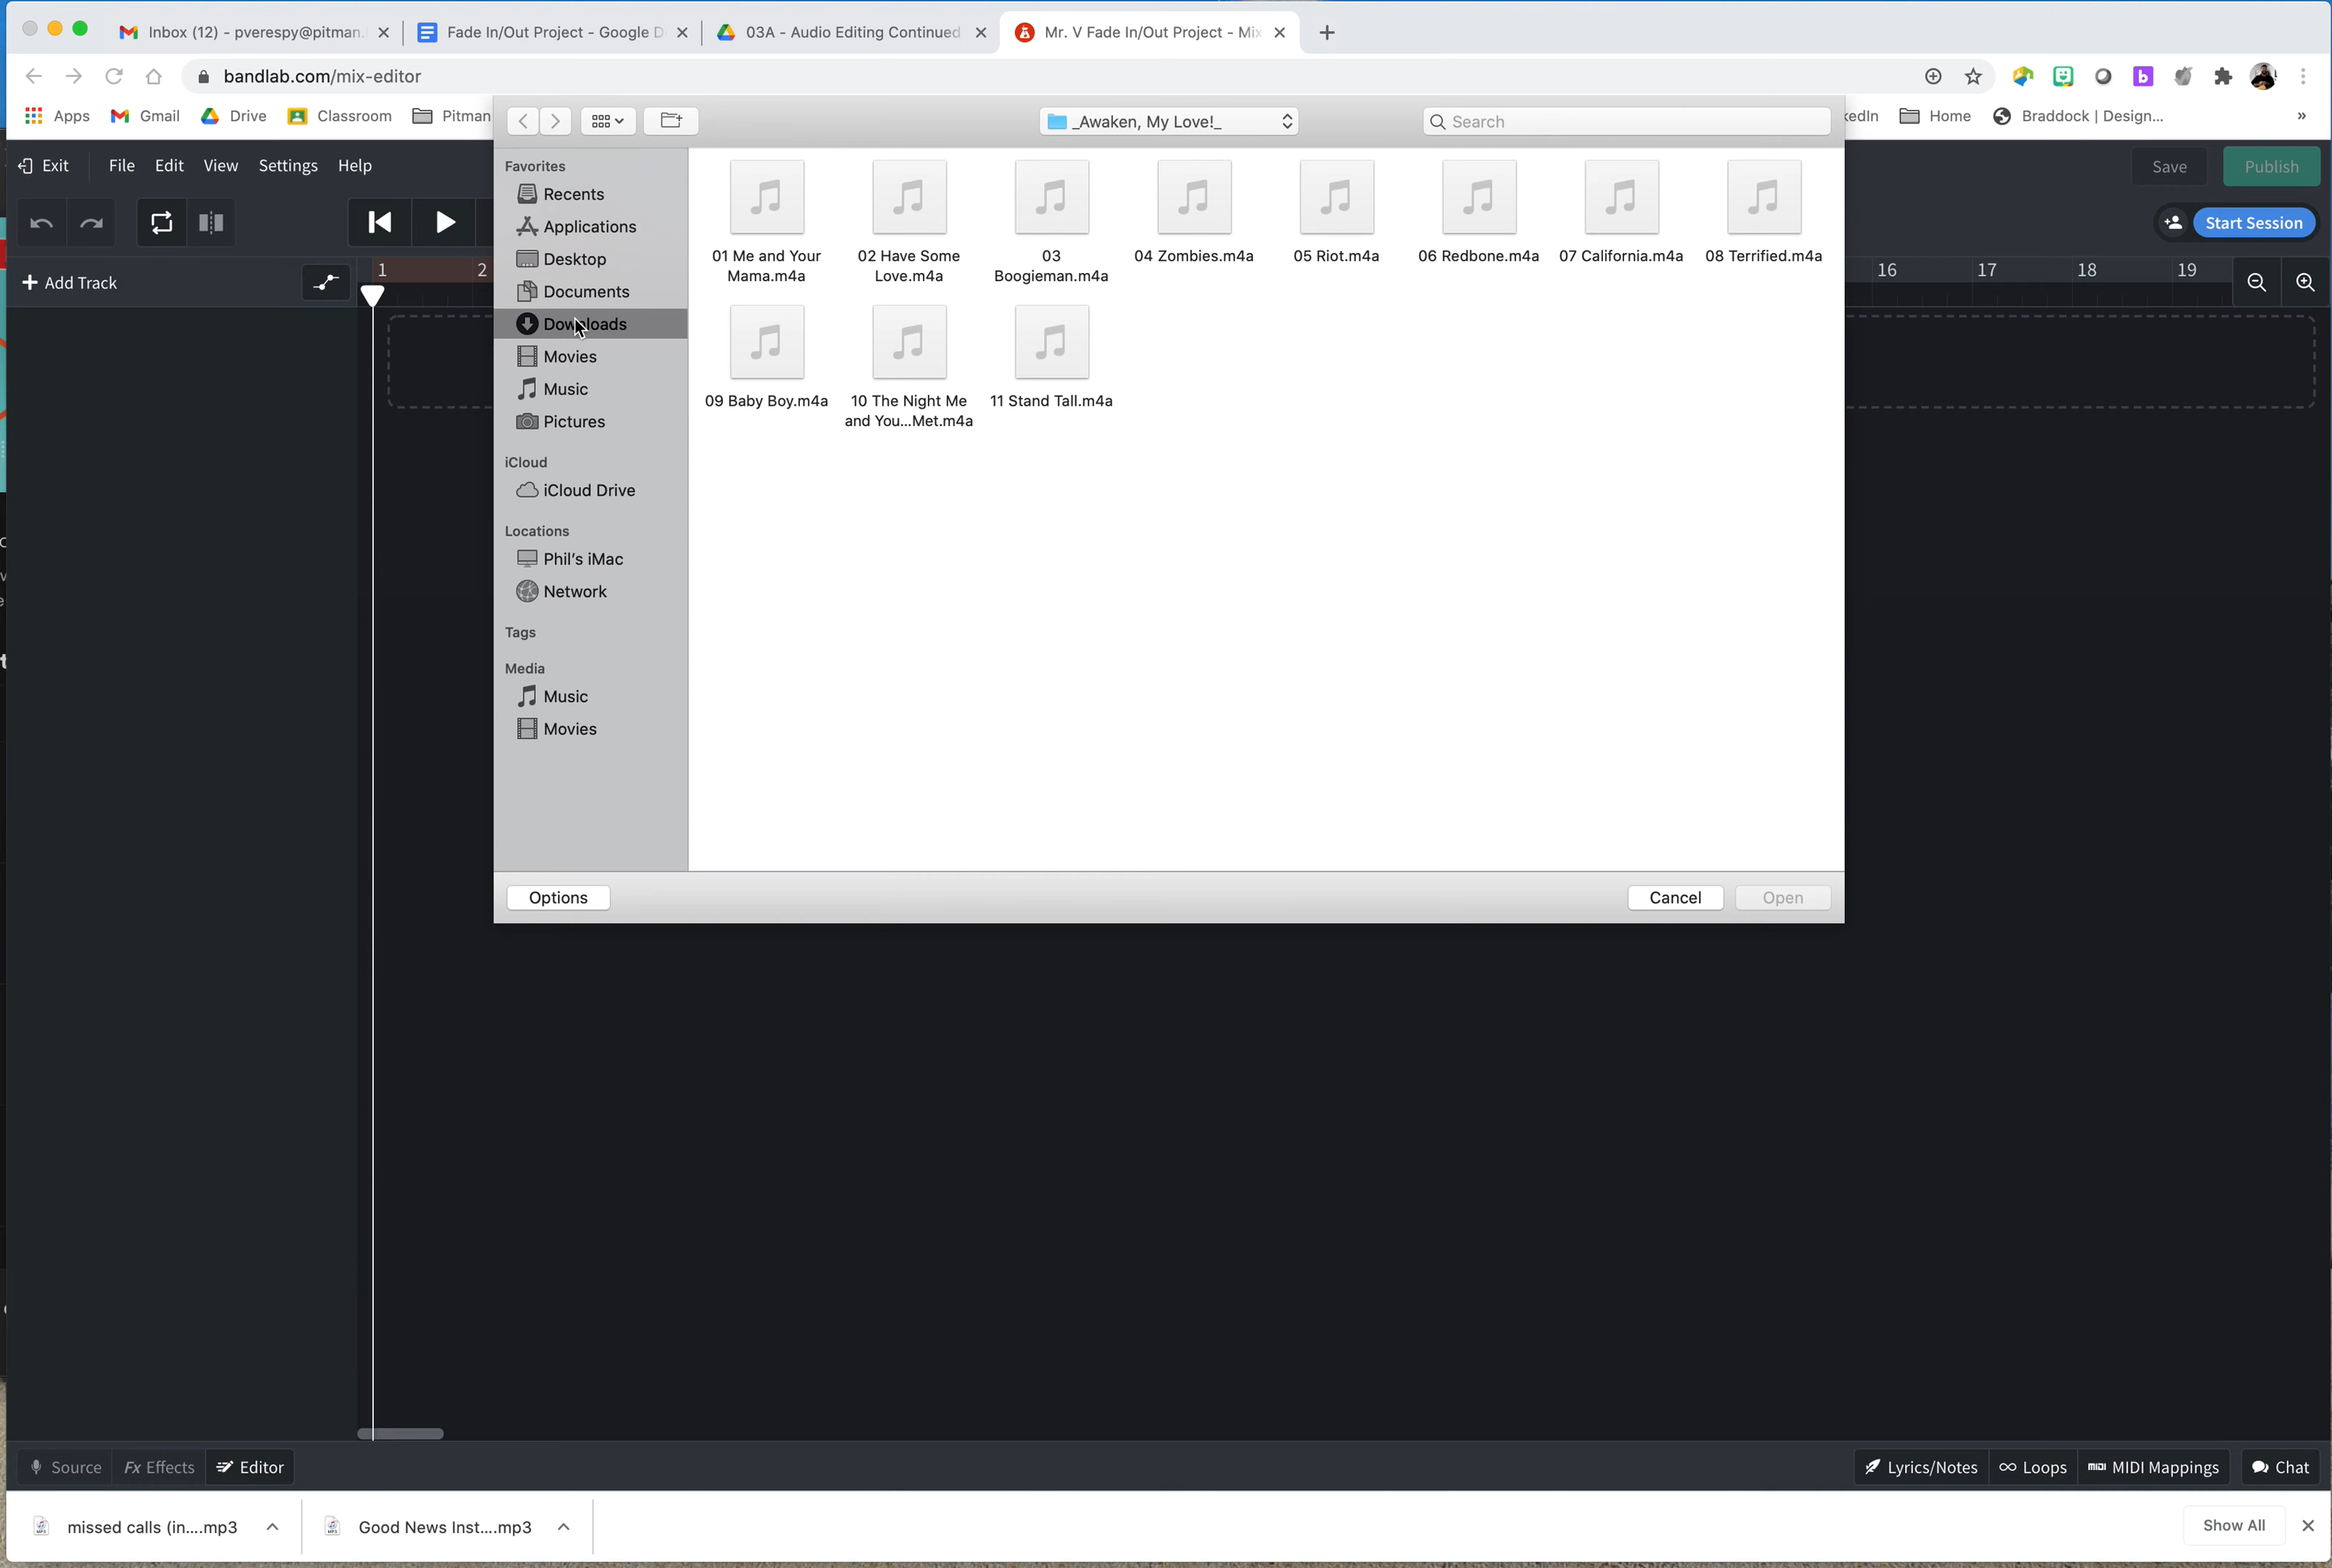 Inbox (12) - pverespy@pitman.
Fade In/Out Project - Google D
03A - Audio Editing Continued
Mr. V Fade In/Out Project - Mix
bandlab.com/mix-editor
Apps
Gmail
Drive
Classroom
Pitman
_Awaken, My Love!_
Search
kedIn
Home
Braddock | Design...
Exit
File
Edit
View
Settings
Help
Save
Publish
Start Session
Add Track
1
2
16
17
18
19
Favorites
Recents
Applications
Desktop
Documents
Downloads
Movies
Music
Pictures
iCloud
iCloud Drive
Locations
Phil's iMac
Network
Tags
Media
Music
Movies
01 Me and Your
Mama.m4a
02 Have Some
Love.m4a
03
Boogieman.m4a
04 Zombies.m4a
05 Riot.m4a
06 Redbone.m4a
07 California.m4a
08 Terrified.m4a
09 Baby Boy.m4a
10 The Night Me
and You...Met.m4a
11 Stand Tall.m4a
Options
Cancel
Open
Source
Fx Effects
Editor
Lyrics/Notes
Loops
MIDI Mappings
Chat
missed calls (in....mp3
Good News Inst....mp3
Show All